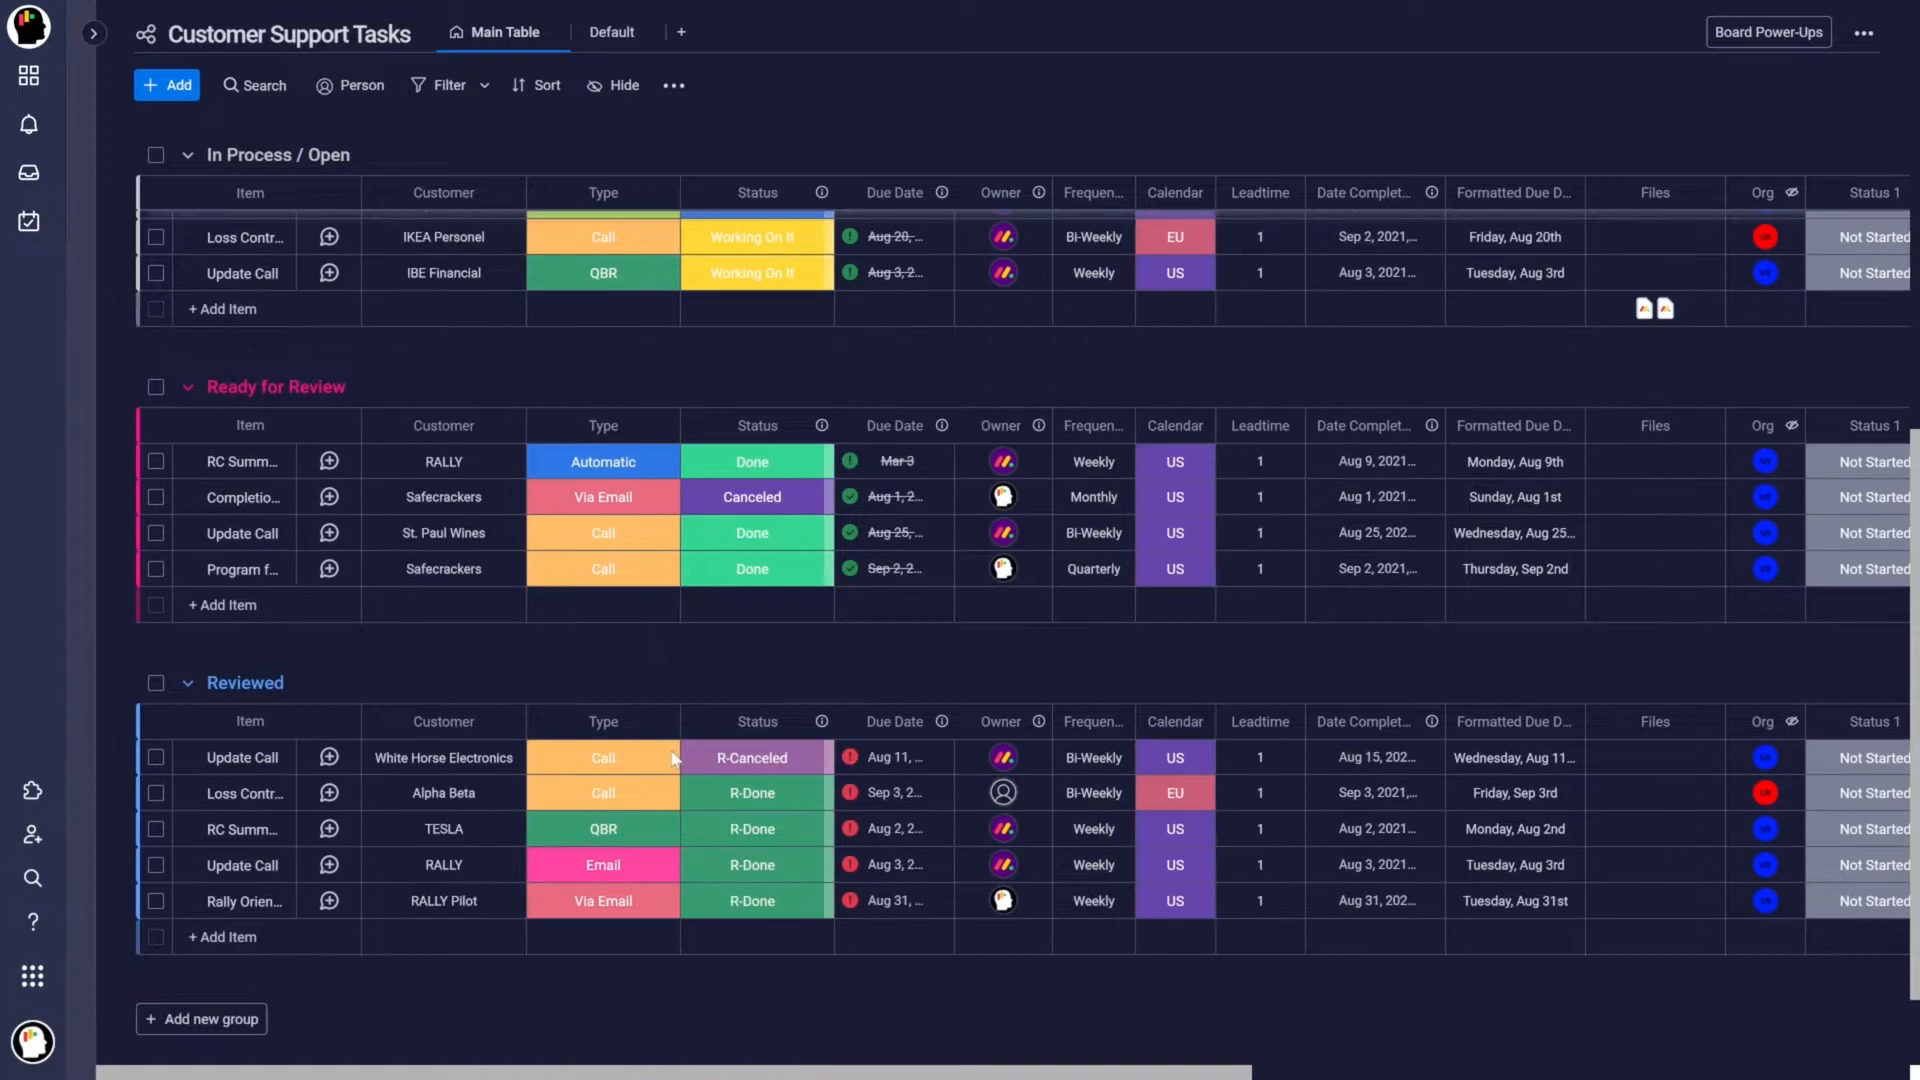 Customer Support Tasks Main Table Default + Board Power-Ups
+ Add Search Person Filter Sort Hide
In Process / Open
Item Customer Type Status Due Date Owner Frequen... Calendar Leadtime Date Complet... Formatted Due D... Files Org Status 1
Loss Contr... IKEA Personel Call Working On It Aug 20,... Bi-Weekly EU 1 Sep 2, 2021,... Friday, Aug 20th Not Started
Update Call IBE Financial QBR Working On It Aug 3, 2... Weekly US 1 Aug 3, 2021... Tuesday, Aug 3rd Not Started
+ Add Item
Ready for Review
Item Customer Type Status Due Date Owner Frequen... Calendar Leadtime Date Complet... Formatted Due D... Files Org Status 1
RC Summ... RALLY Automatic Done Mar 3 Weekly US 1 Aug 9, 2021... Monday, Aug 9th Not Started
Completio... Safecrackers Via Email Canceled Aug 1, 2... Monthly US 1 Aug 1, 2021... Sunday, Aug 1st Not Started
Update Call St. Paul Wines Call Done Aug 25,... Bi-Weekly US 1 Aug 25, 202... Wednesday, Aug 25... Not Started
Program f... Safecrackers Call Done Sep 2, 2... Quarterly US 1 Sep 2, 2021,... Thursday, Sep 2nd Not Started
+ Add Item
Reviewed
Item Customer Type Status Due Date Owner Frequen... Calendar Leadtime Date Complet... Formatted Due D... Files Org Status 1
Update Call White Horse Electronics Call R-Canceled Aug 11, ... Bi-Weekly US 1 Aug 15, 202... Wednesday, Aug 11... Not Started
Loss Contr... Alpha Beta Call R-Done Sep 3, 2... Bi-Weekly EU 1 Sep 3, 2021,... Friday, Sep 3rd Not Started
RC Summ... TESLA QBR R-Done Aug 2, 2... Weekly US 1 Aug 2, 2021... Monday, Aug 2nd Not Started
Update Call RALLY Email R-Done Aug 3, 2... Weekly US 1 Aug 3, 2021... Tuesday, Aug 3rd Not Started
Rally Orien... RALLY Pilot Via Email R-Done Aug 31, ... Weekly US 1 Aug 31, 202... Tuesday, Aug 31st Not Started
+ Add Item
+ Add new group